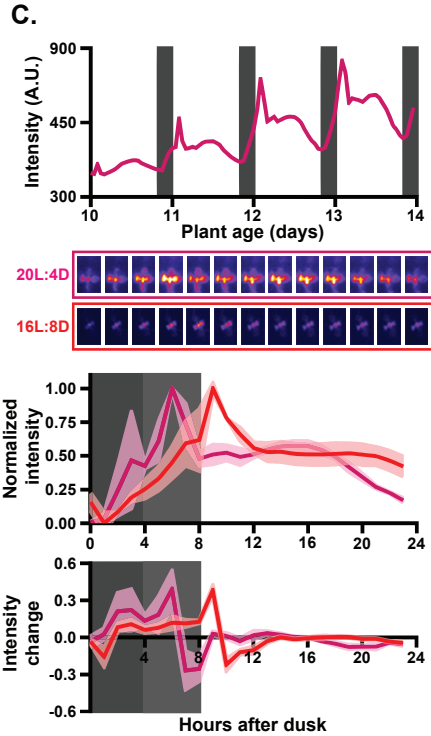 C.
Intensity (A.U.)
900
450
300
10 11 12 13 14
Plant age (days)
20L:4D
16L:8D
Normalized
intensity
1.00
0.75
0.50
0.25
0.00
0 4 8 12 16 20 24
Intensity
change
0.6
0.3
0.0
-0.3
-0.6
4 8 12 16 20 24
Hours after dusk